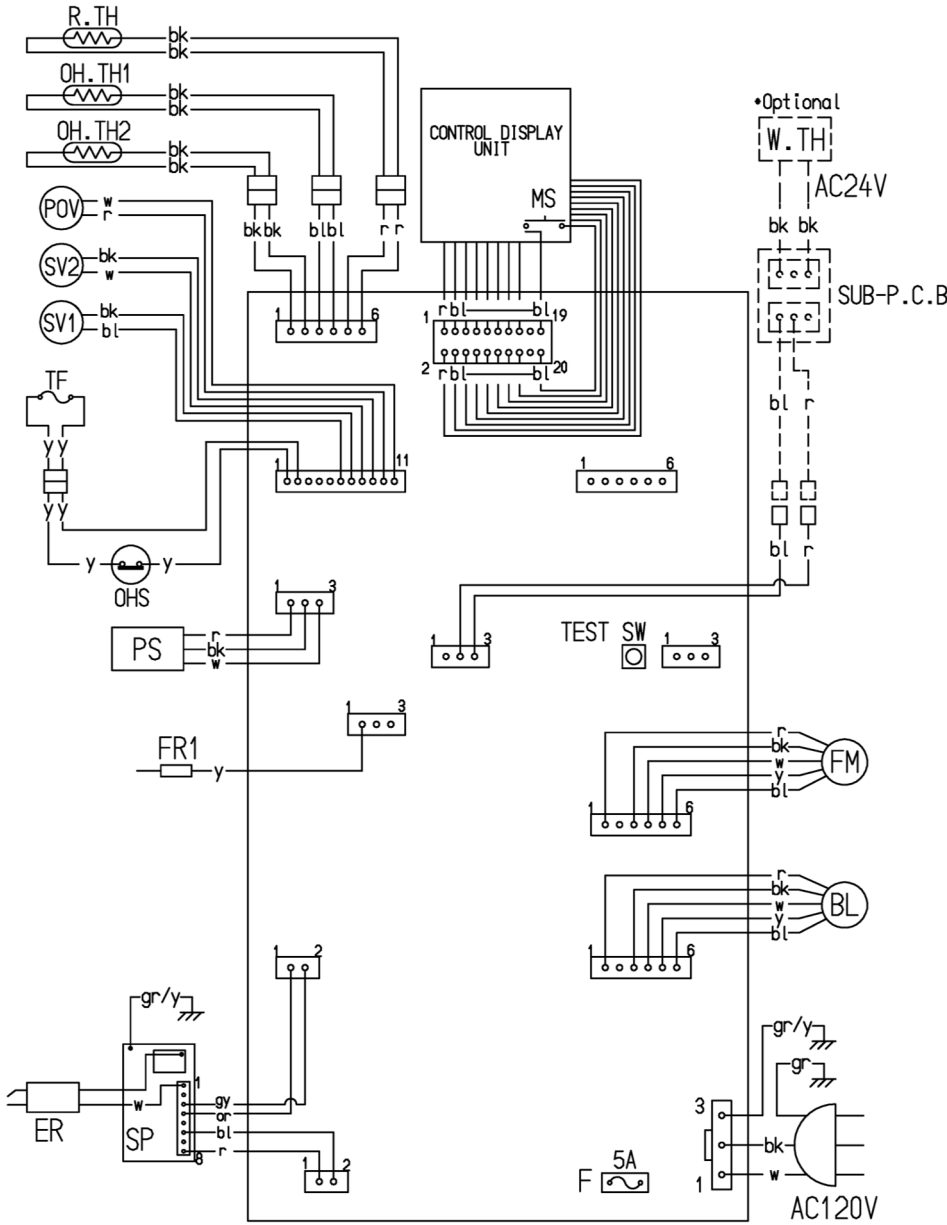 R.TH
bk
bk
OH.TH1
bk
bk
OH.TH2
bk
bk
POV
w
r
SV2
bk
w
SV1
bk
bl
bk bk
bl bl
r r
CONTROL DISPLAY
UNIT
MS
•Optional
W.TH
AC24V
bk bk
SUB-P.C.B
bl r
bl r
1 6
r bl bl
1 19
2 20
r bl bl
TF
y y
y y
1 11
1 6
y y
OHS
1 3
PS
r
bk
w
1 3
TEST SW
1 3
1 3
FR1
y
r
bk
w
y
bl
FM
1 6
r
bk
w
y
bl
BL
1 6
1 2
gr/y
ER
w
SP
1
8
gy
or
bl
r
1 2
F
5A
gr/y
gr
3
bk
w
1
AC120V